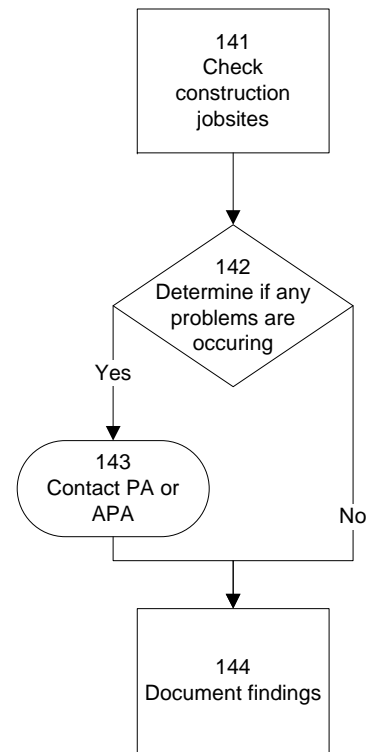 141
Check
construction
jobsites
142
Determine if any
problems are
occuring
Yes
143
Contact PA or
APA
No
144
Document findings